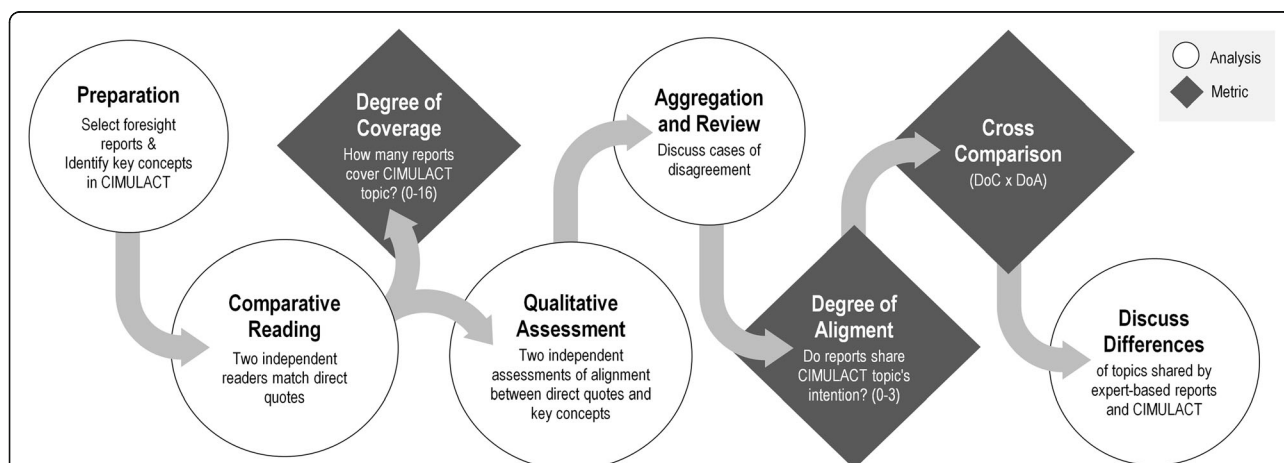 Preparation
Select foresight
reports &
Identify key concepts
in CIMULACT
Comparative
Reading
Two independent
readers match direct
quotes
Degree of
Coverage
How many reports
cover CIMULACT
topic? (0-16)
Qualitative
Assessment
Two independent
assessments of alignment
between direct quotes and
key concepts
Aggregation
and Review
Discuss cases of
disagreement
Degree of
Aligment
Do reports share
CIMULACT topic's
intention? (0-3)
Cross
Comparison
(DoC x DoA)
Discuss
Differences
of topics shared by
expert-based reports
and CIMULACT
Analysis
Metric